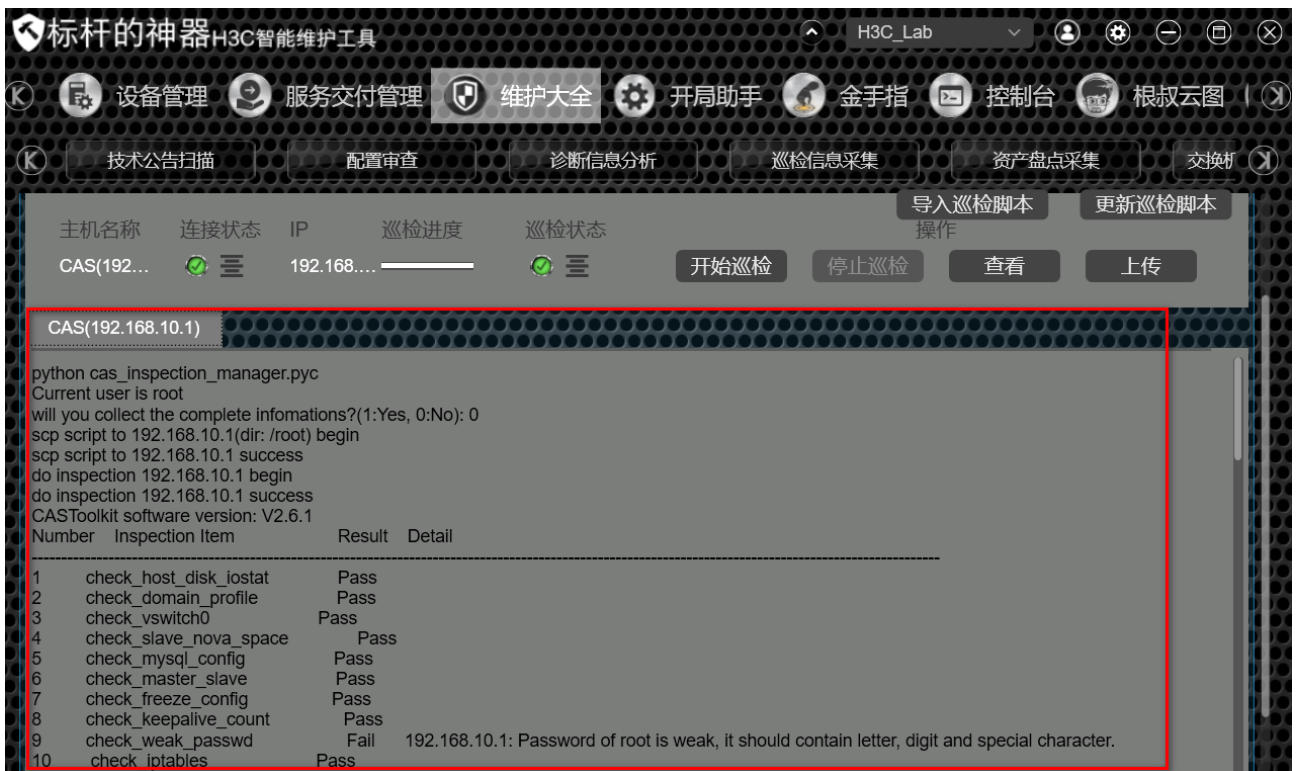 标杆的神器H3C智能维护工具 H3C_Lab
设备管理 服务交付管理 维护大全 开局助手 金手指 控制台 根叔云图
技术公告扫描 配置审查 诊断信息分析 巡检信息采集 资产盘点采集 交换机
导入巡检脚本 更新巡检脚本
主机名称 连接状态 IP 巡检进度 巡检状态 操作
CAS(192... 192.168.... 开始巡检 停止巡检 查看 上传
CAS(192.168.10.1)
python cas_inspection_manager.pyc
Current user is root
will you collect the complete infomations?(1:Yes, 0:No): 0
scp script to 192.168.10.1(dir: /root) begin
scp script to 192.168.10.1 success
do inspection 192.168.10.1 begin
do inspection 192.168.10.1 success
CASToolkit software version: V2.6.1
Number Inspection Item Result Detail
1 check_host_disk_iostat Pass
2 check_domain_profile Pass
3 check_vswitch0 Pass
4 check_slave_nova_space Pass
5 check_mysql_config Pass
6 check_master_slave Pass
7 check_freeze_config Pass
8 check_keepalive_count Pass
9 check_weak_passwd Fail 192.168.10.1: Password of root is weak, it should contain letter, digit and special character.
10 check_iptables Pass